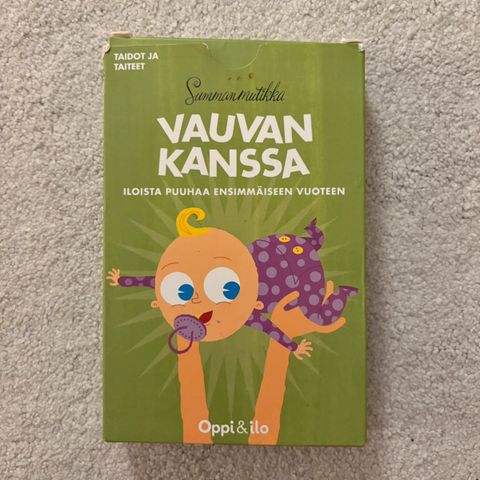 TAIDOT JA
TAITEET
Summanmutikka
VAUVAN
KANSSA
ILOISTA PUUHAA ENSIMMÄISEEN VUOTEEN
Oppi&ilo